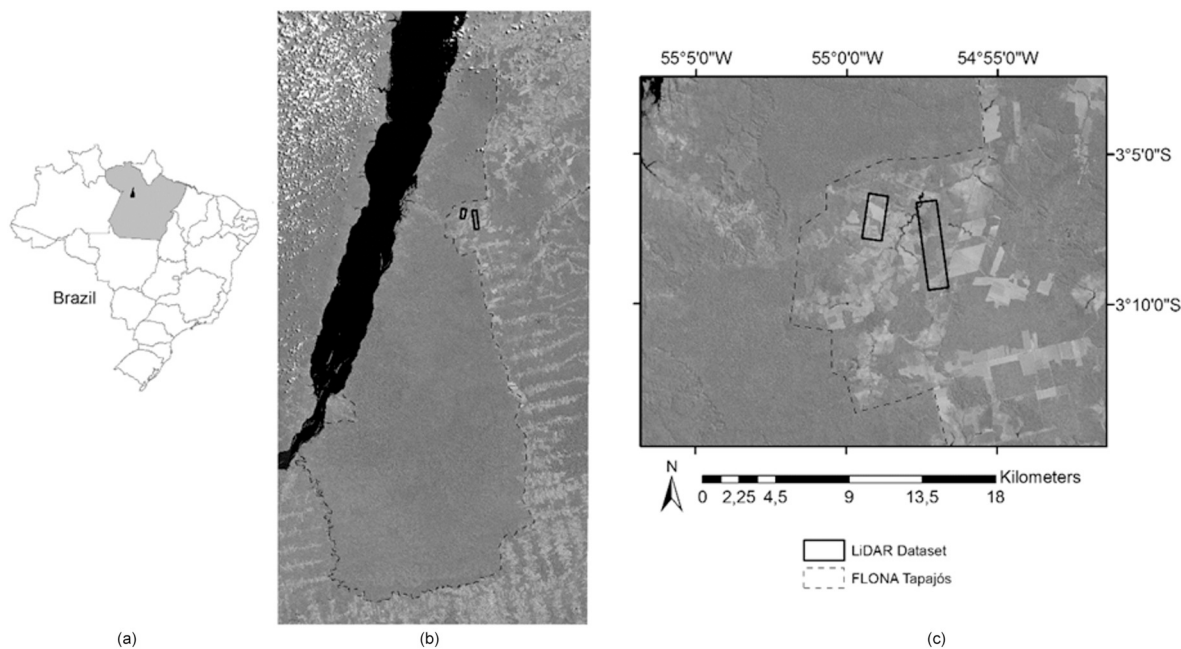 Brazil
55°5'0"W 55°0'0"W 54°55'0"W
3°5'0"S
3°10'0"S
N
Kilometers
0 2,25 4,5 9 13,5 18
LiDAR Dataset
FLONA Tapajós
(a) (b) (c)